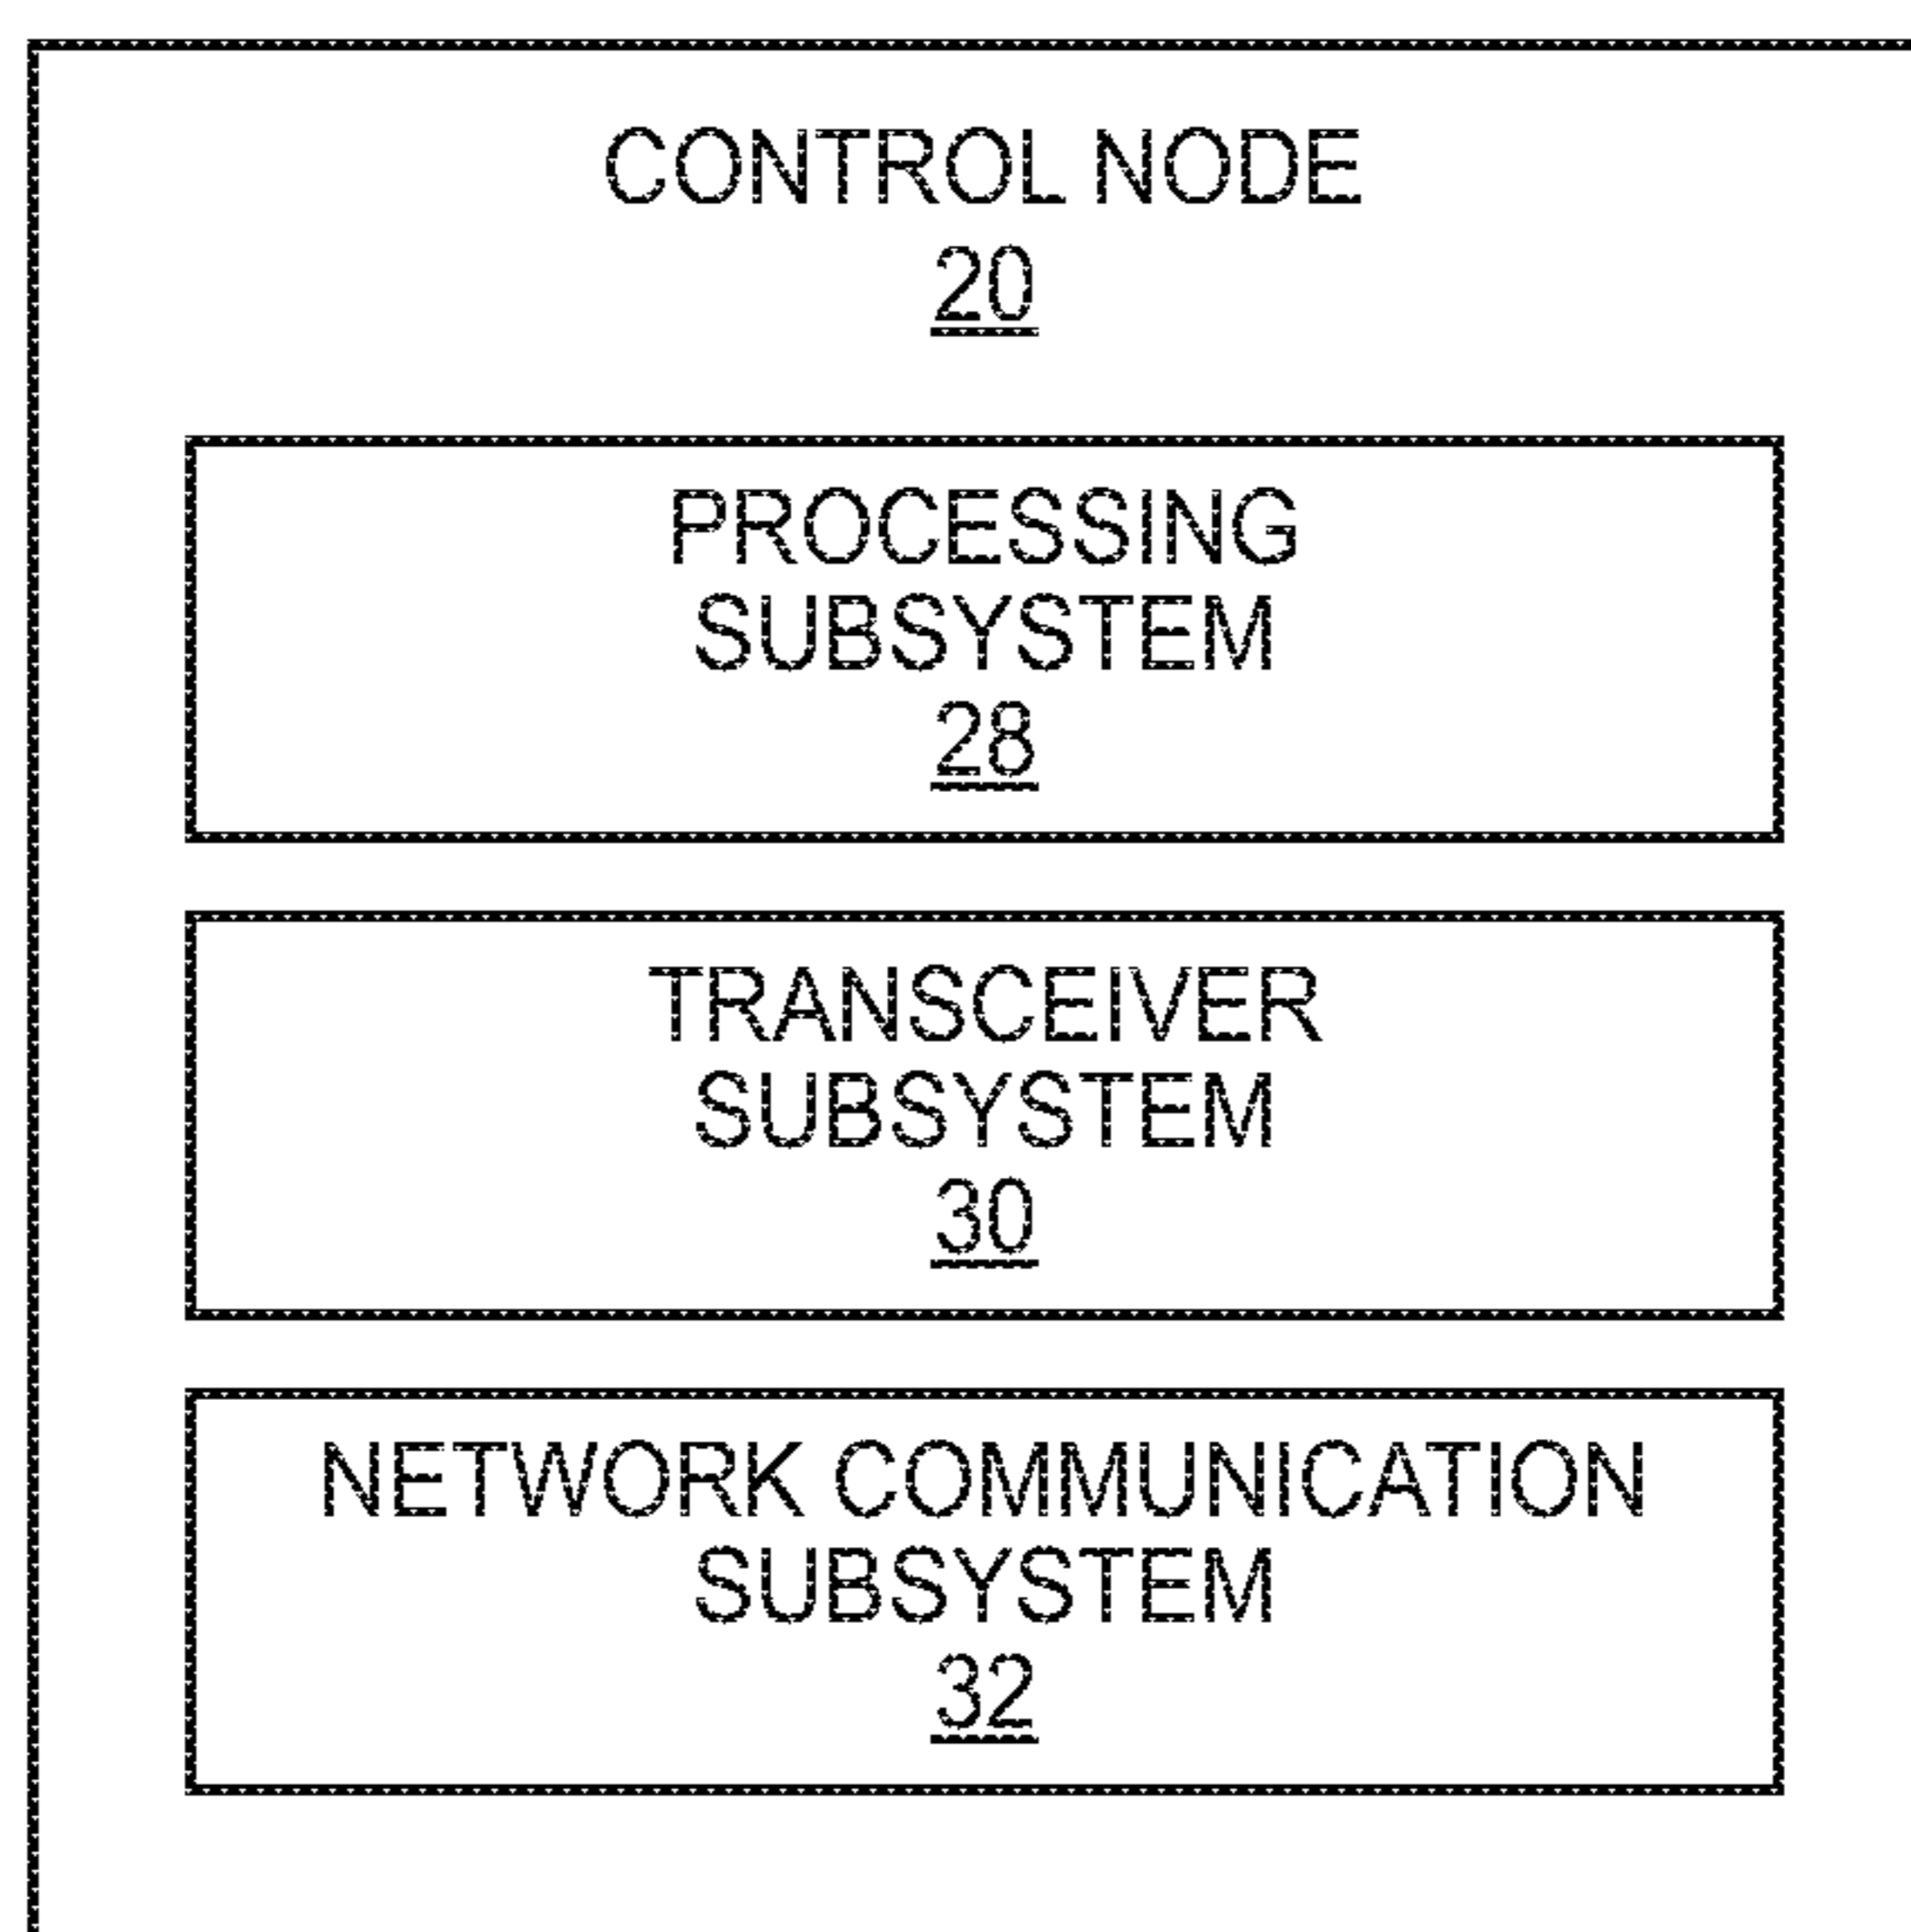 CONTROL NODE
20
PROCESSING
SUBSYSTEM
28
TRANSCEIVER
SUBSYSTEM
30
NETWORK COMMUNICATION
SUBSYSTEM
32